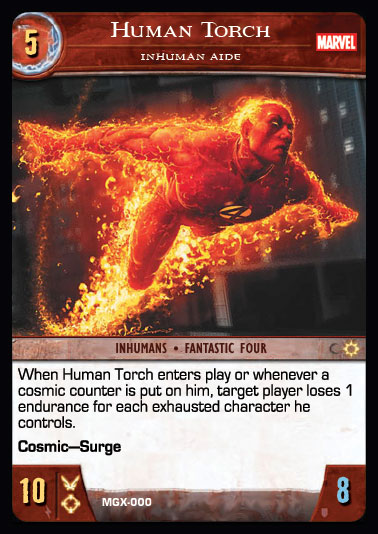 5
Human Torch
MARVEL
Inhuman Aide
4
INHUMANS • FANTASTIC FOUR
C
When Human Torch enters play or whenever a
cosmic counter is put on him, target player loses 1
endurance for each exhausted character he
controls.
Cosmic—Surge
10
MGX-000
8